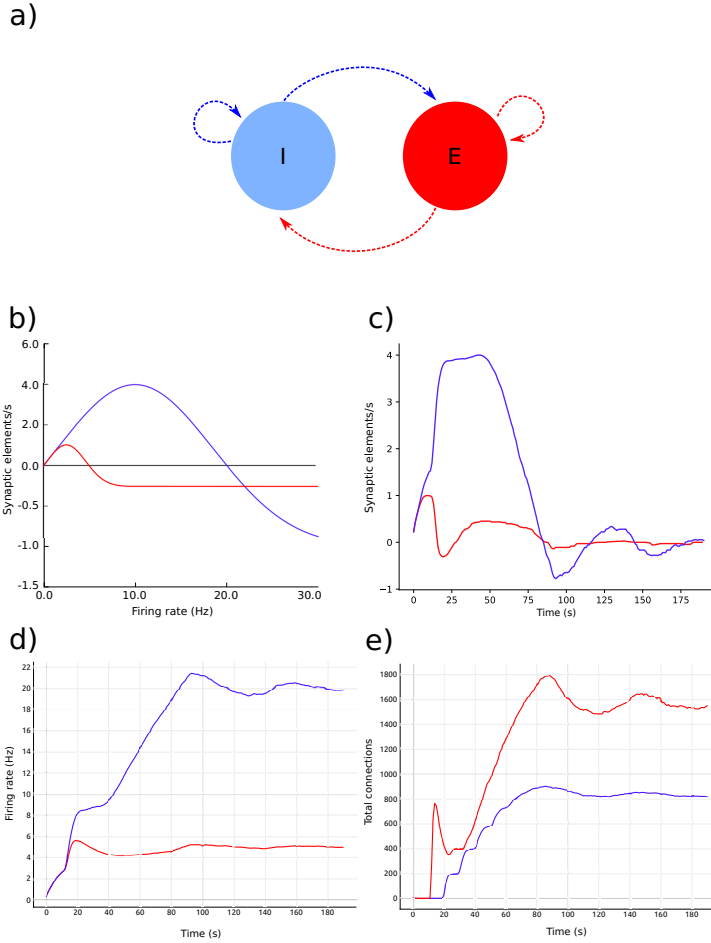 a)
I E
b)
6.0
4.0
2.0
0.0
-0.5
-1.0
-1.5
Synaptic elements/s
0.0 10.0 20.0 30.0
Firing rate (Hz)
c)
4
3
2
1
0
−1
Synaptic elements/s
0 25 50 75 100 125 150 175
Time (s)
d)
22
20
18
16
14
12
10
8
6
4
2
0
Firing rate (Hz)
0 20 40 60 80 100 120 140 160 180
Time (s)
e)
1800
1600
1400
1200
1000
800
600
400
200
0
Total connections
0 20 40 60 80 100 120 140 160 180
Time (s)